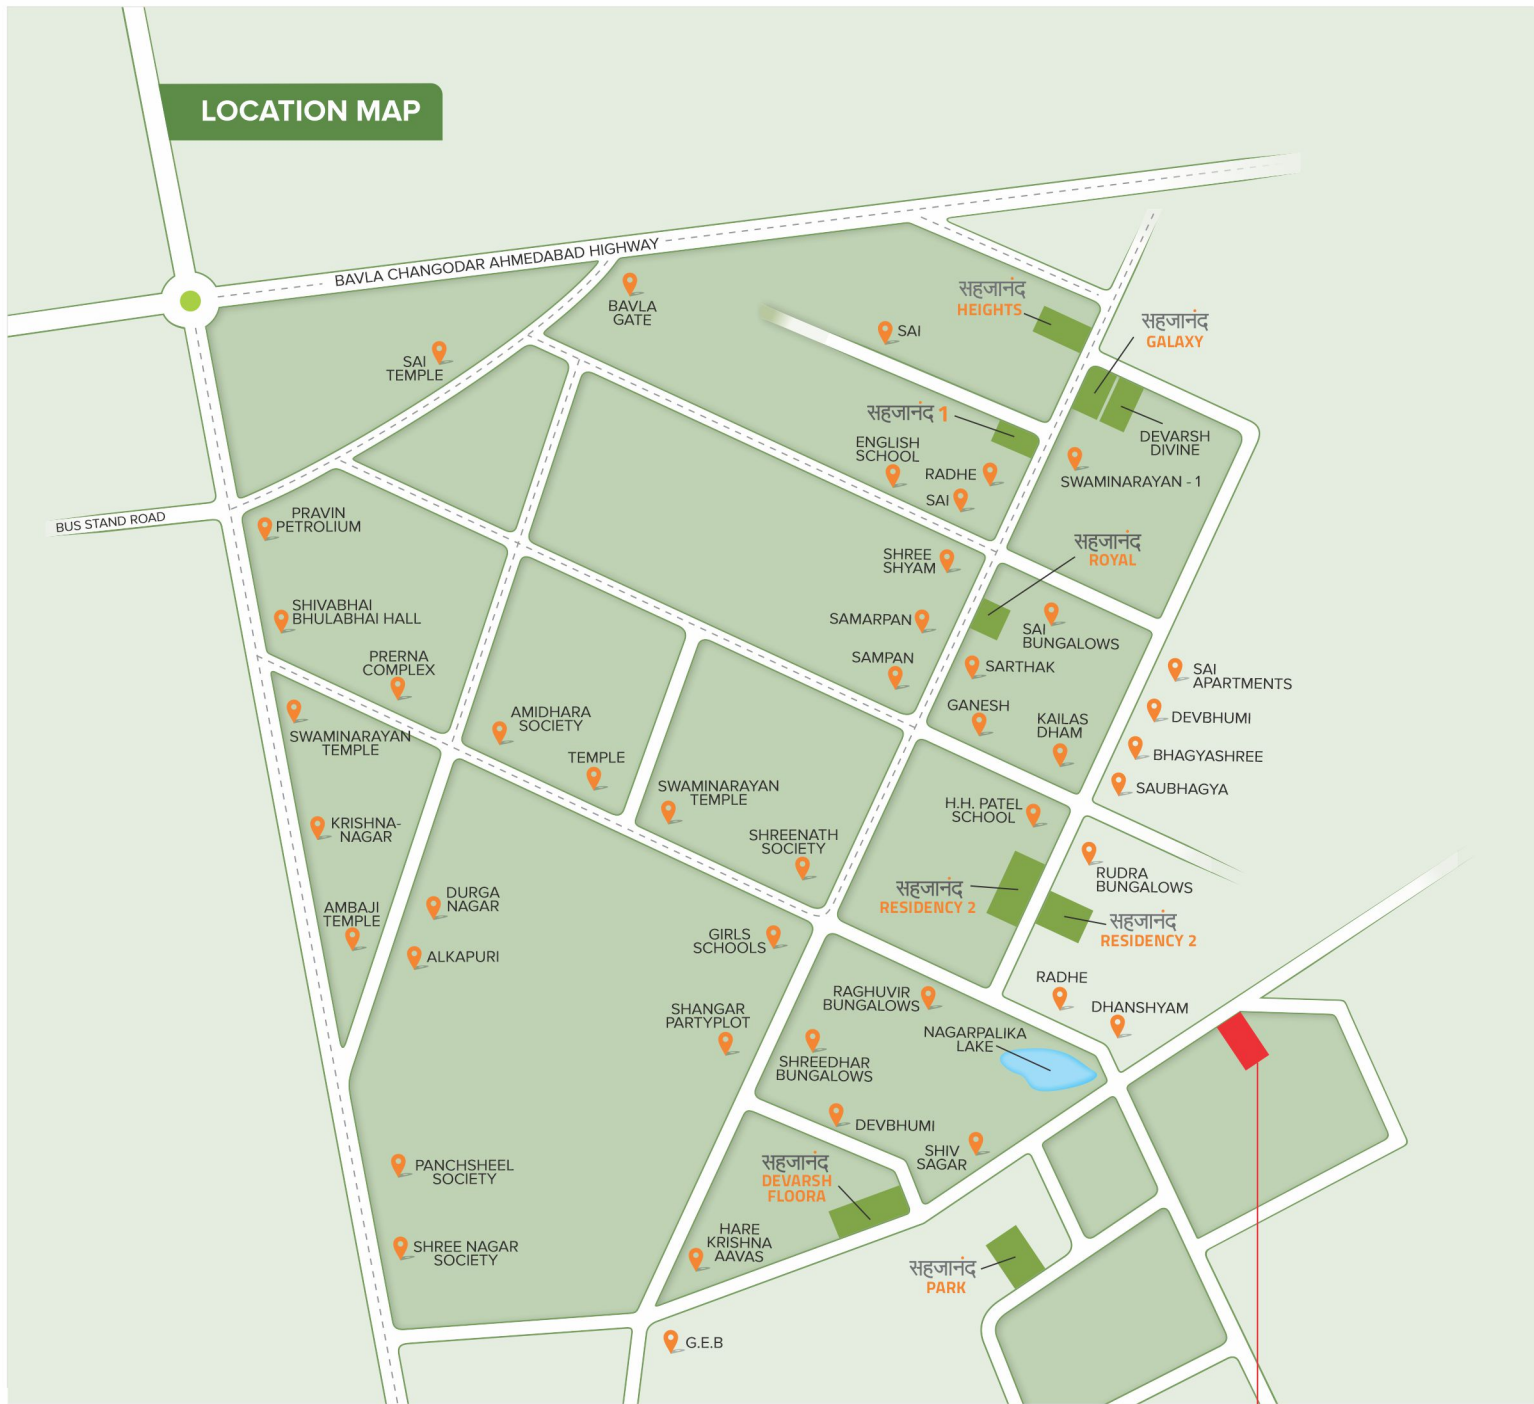 LOCATION MAP
BAVLA CHANGODAR AHMEDABAD HIGHWAY
BAVLA
GATE
SAI
TEMPLE
सहजानंद
HEIGHTS
SAI
सहजानंद
GALAXY
सहजानंद 1
ENGLISH
SCHOOL
RADHE
SAI
DEVARSH
DIVINE
SWAMINARAYAN - 1
BUS STAND ROAD
PRAVIN
PETROLIUM
SHREE
SHYAM
सहजानंद
ROYAL
SHIVABHAI
BHULABHAI HALL
SAMARPAN
SAI
BUNGALOWS
PRERNA
COMPLEX
SAMPAN
SARTHAK
SAI
APARTMENTS
SWAMINARAYAN
TEMPLE
AMIDHARA
SOCIETY
GANESH
KAILAS
DHAM
DEVBHUMI
TEMPLE
BHAGYASHREE
SWAMINARAYAN
TEMPLE
SAUBHAGYA
H.H. PATEL
SCHOOL
KRISHNA-
NAGAR
SHREENATH
SOCIETY
RUDRA
BUNGALOWS
DURGA
NAGAR
सहजानंद
RESIDENCY 2
AMBAJI
TEMPLE
सहजानंद
RESIDENCY 2
GIRLS
SCHOOLS
ALKAPURI
RADHE
RAGHUVIR
BUNGALOWS
DHANSHYAM
SHANGAR
PARTYPLOT
NAGARPALIKA
LAKE
SHREEDHAR
BUNGALOWS
DEVBHUMI
SHIV
SAGAR
PANCHSHEEL
SOCIETY
सहजानंद
DEVARSH
FLOORA
SHREE NAGAR
SOCIETY
HARE
KRISHNA
AAVAS
सहजानंद
PARK
G.E.B